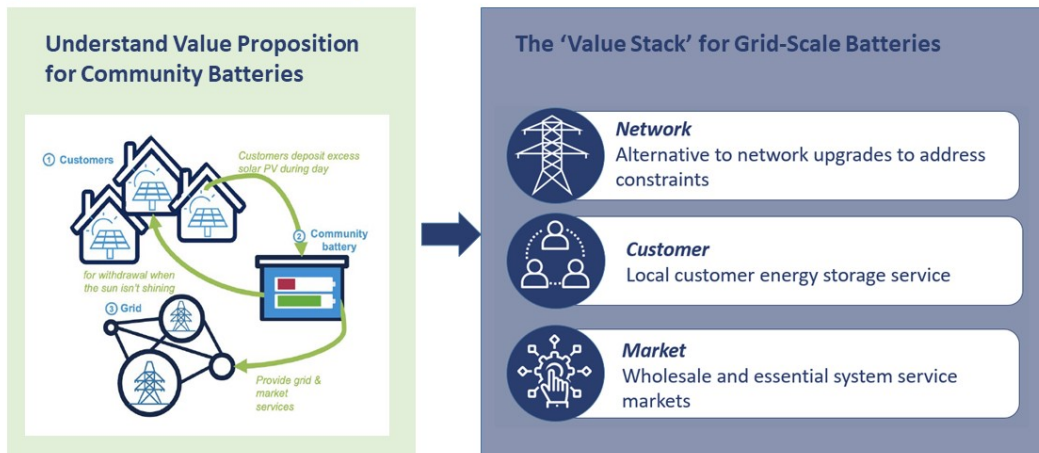 Understand Value Proposition
for Community Batteries
① Customers
Customers deposit excess
solar PV during day
② Community
battery
for withdrawal when
the sun isn't shining
③ Grid
Provide grid &
market
services
The ‘Value Stack’ for Grid-Scale Batteries
Network
Alternative to network upgrades to address
constraints
Customer
Local customer energy storage service
Market
Wholesale and essential system service
markets